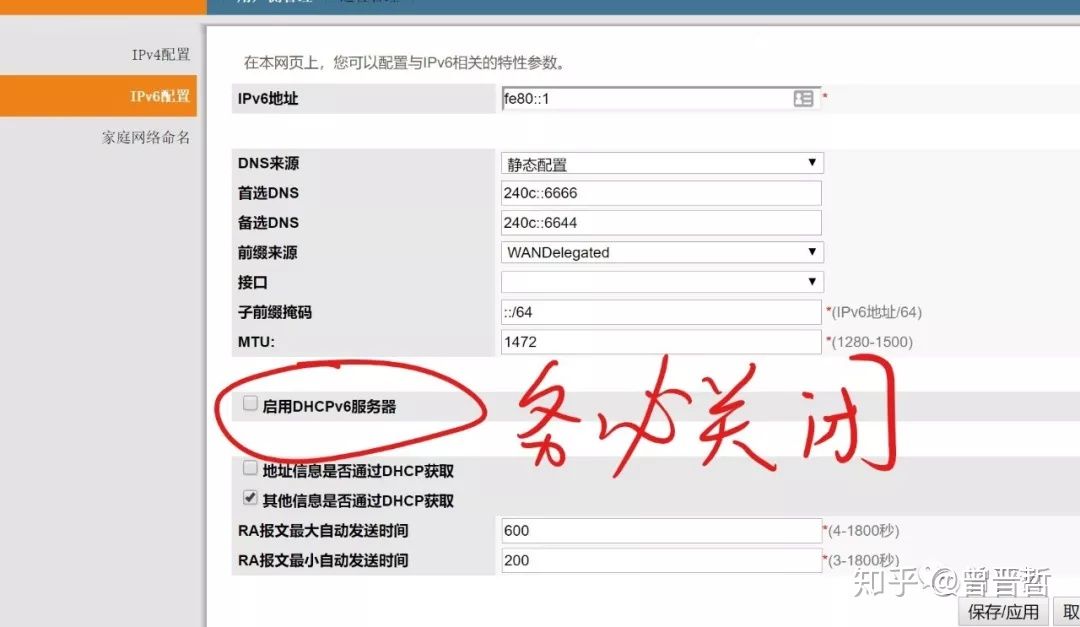 IPv4配置
IPv6配置
家庭网络命名
在本网页上，您可以配置与IPv6相关的特性参数。
IPv6地址 fe80::1 *
DNS来源 静态配置
首选DNS 240c::6666
备选DNS 240c::6644
前缀来源 WANDelegated
接口
子前缀掩码 ::/64 *(IPv6地址/64)
MTU: 1472 *(1280-1500)
启用DHCPv6服务器 务必关闭
地址信息是否通过DHCP获取
其他信息是否通过DHCP获取
RA报文最大自动发送时间 600 *(4-1800秒)
RA报文最小自动发送时间 200 *(3-1800秒)
知乎 @曾晋哲
保存/应用 取